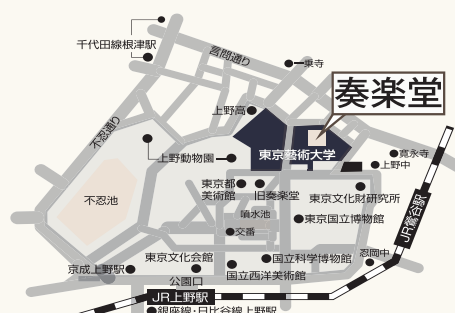 千代田線根津駅
言問通り
一乗寺
奏楽堂
上野高
不忍通り
上野動物園
東京藝術大学
寛永寺
上野中
東京都
美術館
旧奏楽堂
東京文化財研究所
不忍池
噴水池
東京国立博物館
交番
JR鶯谷駅
忍岡中
東京文化会館
国立科学博物館
京成上野駅
国立西洋美術館
公園口
JR上野駅
銀座線・日比谷線上野駅